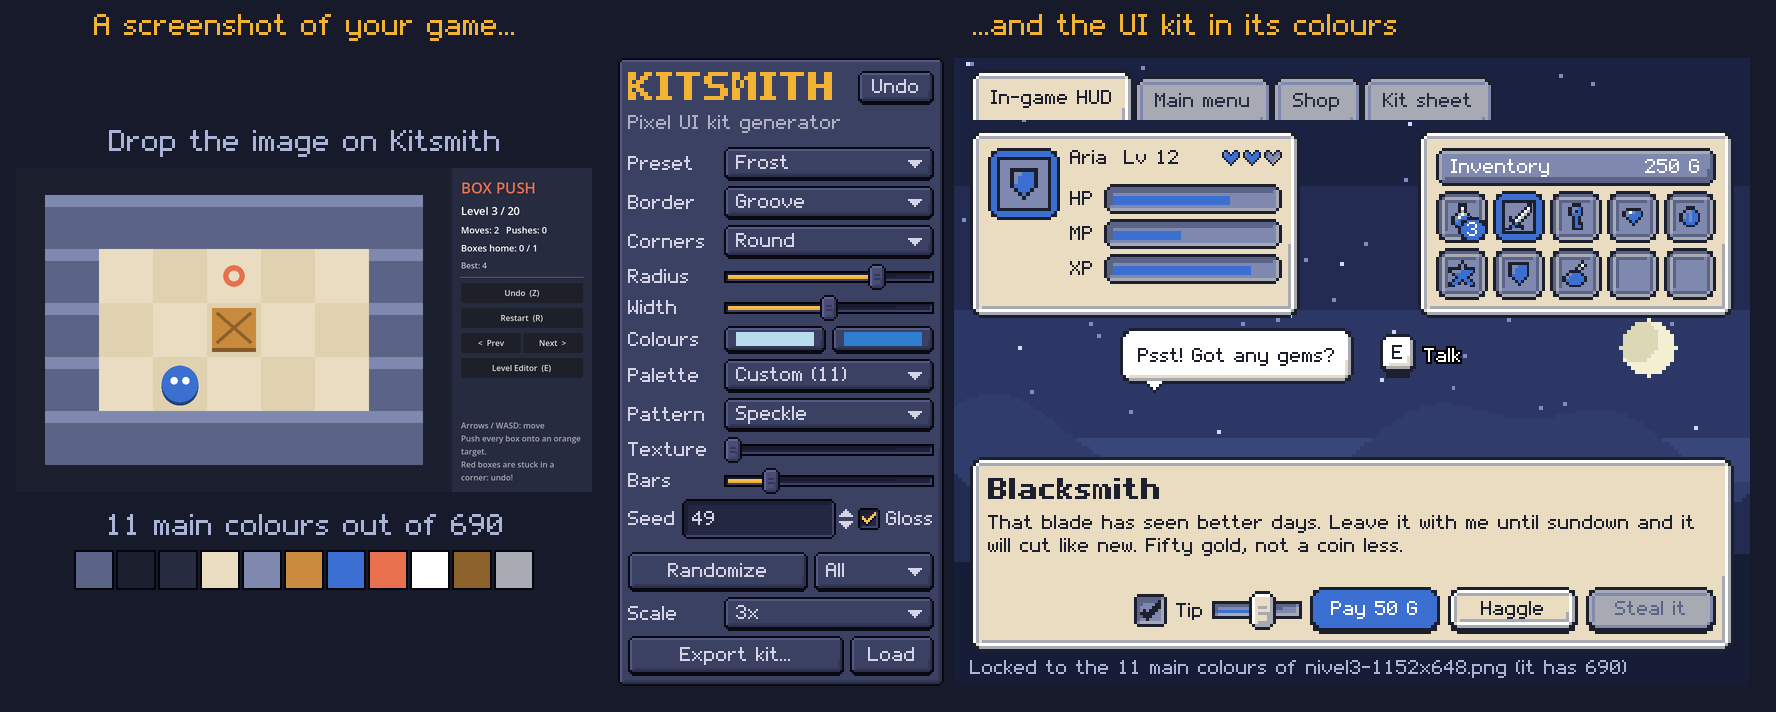 A screenshot of your game...
...and the UI kit in its colours
Drop the image on Kitsmith
BOX PUSH
Level 3 / 20
Moves: 2 Pushes: 0
Boxes home: 0 / 1
Best: 4
Undo (Z)
Restart (R)
< Prev
Next >
Level Editor (E)
Arrows / WASD: move
Push every box onto an orange
target.
Red boxes are stuck in a
corner: undo!
11 main colours out of 690
KITSMITH
Undo
Pixel UI kit generator
Preset
Frost
Border
Groove
Corners
Round
Radius
Width
Colours
Palette
Custom (11)
Pattern
Speckle
Texture
Bars
Seed
49
Gloss
Randomize
All
Scale
3x
Export kit...
Load
In-game HUD
Main menu
Shop
Kit sheet
Aria Lv 12
HP
MP
XP
Inventory
250 G
3
Psst! Got any gems?
E
Talk
Blacksmith
That blade has seen better days. Leave it with me until sundown and it
will cut like new. Fifty gold, not a coin less.
Tip
Pay 50 G
Haggle
Steal it
Locked to the 11 main colours of nivel3-1152x648.png (it has 690)